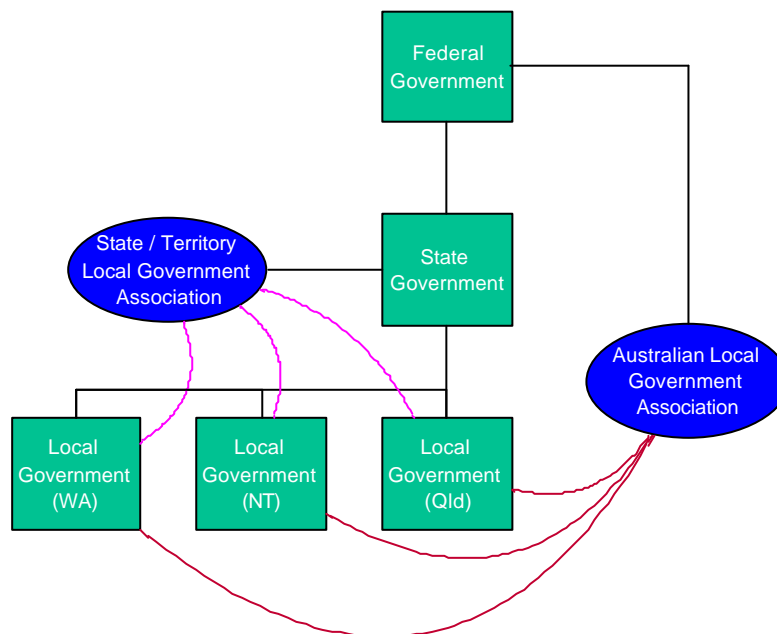 Federal
Government
State / Territory
Local Government
Association
State
Government
Australian Local
Government
Association
Local
Government
(WA)
Local
Government
(NT)
Local
Government
(Qld)